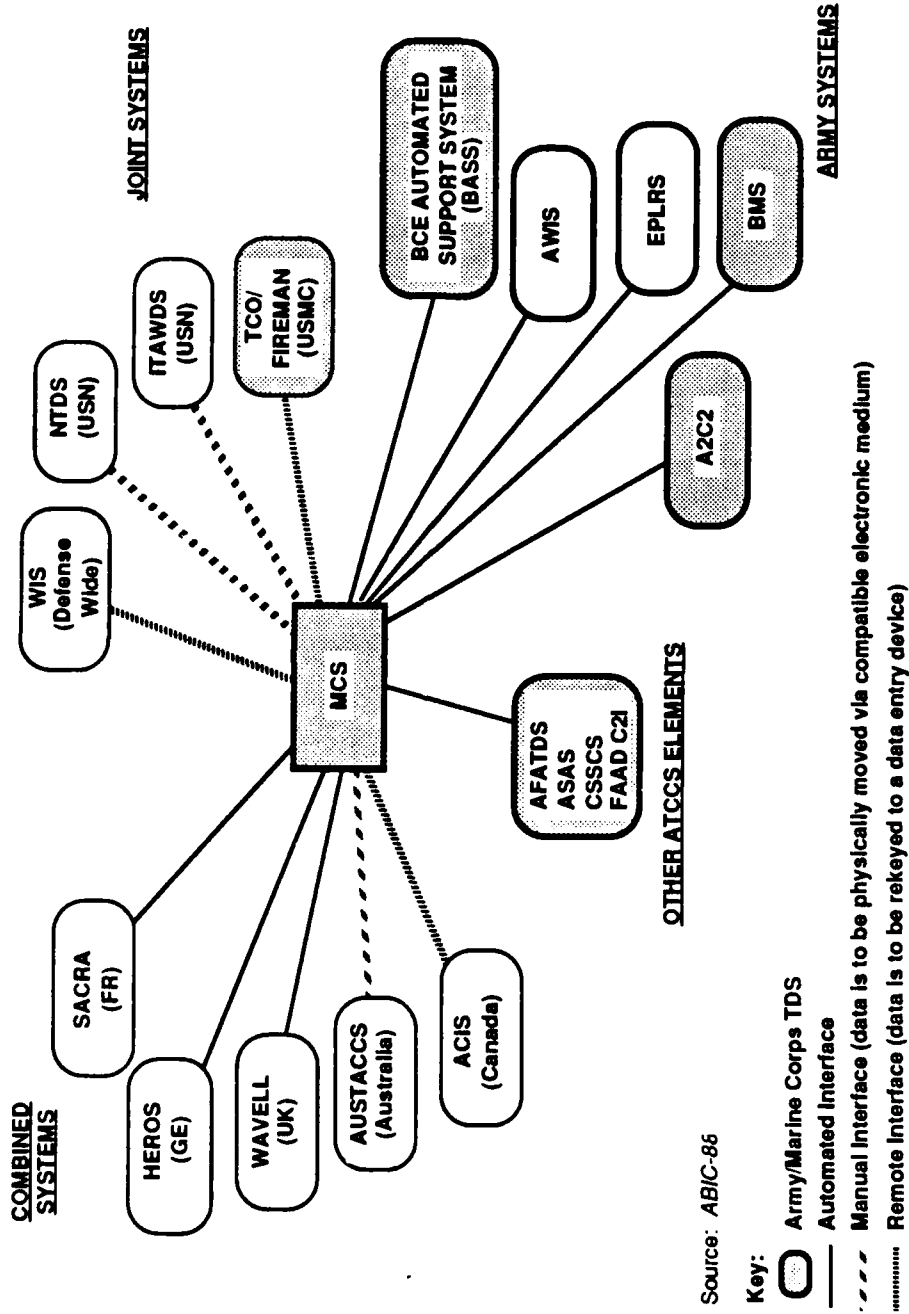 COMBINED
SYSTEMS
JOINT SYSTEMS
SACRA
(FR)
HEROS
(GE)
WAVELL
(UK)
AUSTACCS
(Australia)
ACIS
(Canada)
WIS
(Defense
Wide)
NTDS
(USN)
ITAWDS
(USN)
TCO/
FIREMAN
(USMC)
MCS
BCE AUTOMATED
SUPPORT SYSTEM
(BASS)
AWIS
EPLRS
BMS
A2C2
ARMY SYSTEMS
AFATDS
ASAS
CSSCS
FAAD C2I
OTHER ATCCS ELEMENTS
Source: ABIC-86
Key:
Army/Marine Corps TDS
Automated Interface
Manual Interface (data is to be physically moved via compatible electronic medium)
Remote Interface (data is to be rekeyed to a data entry device)